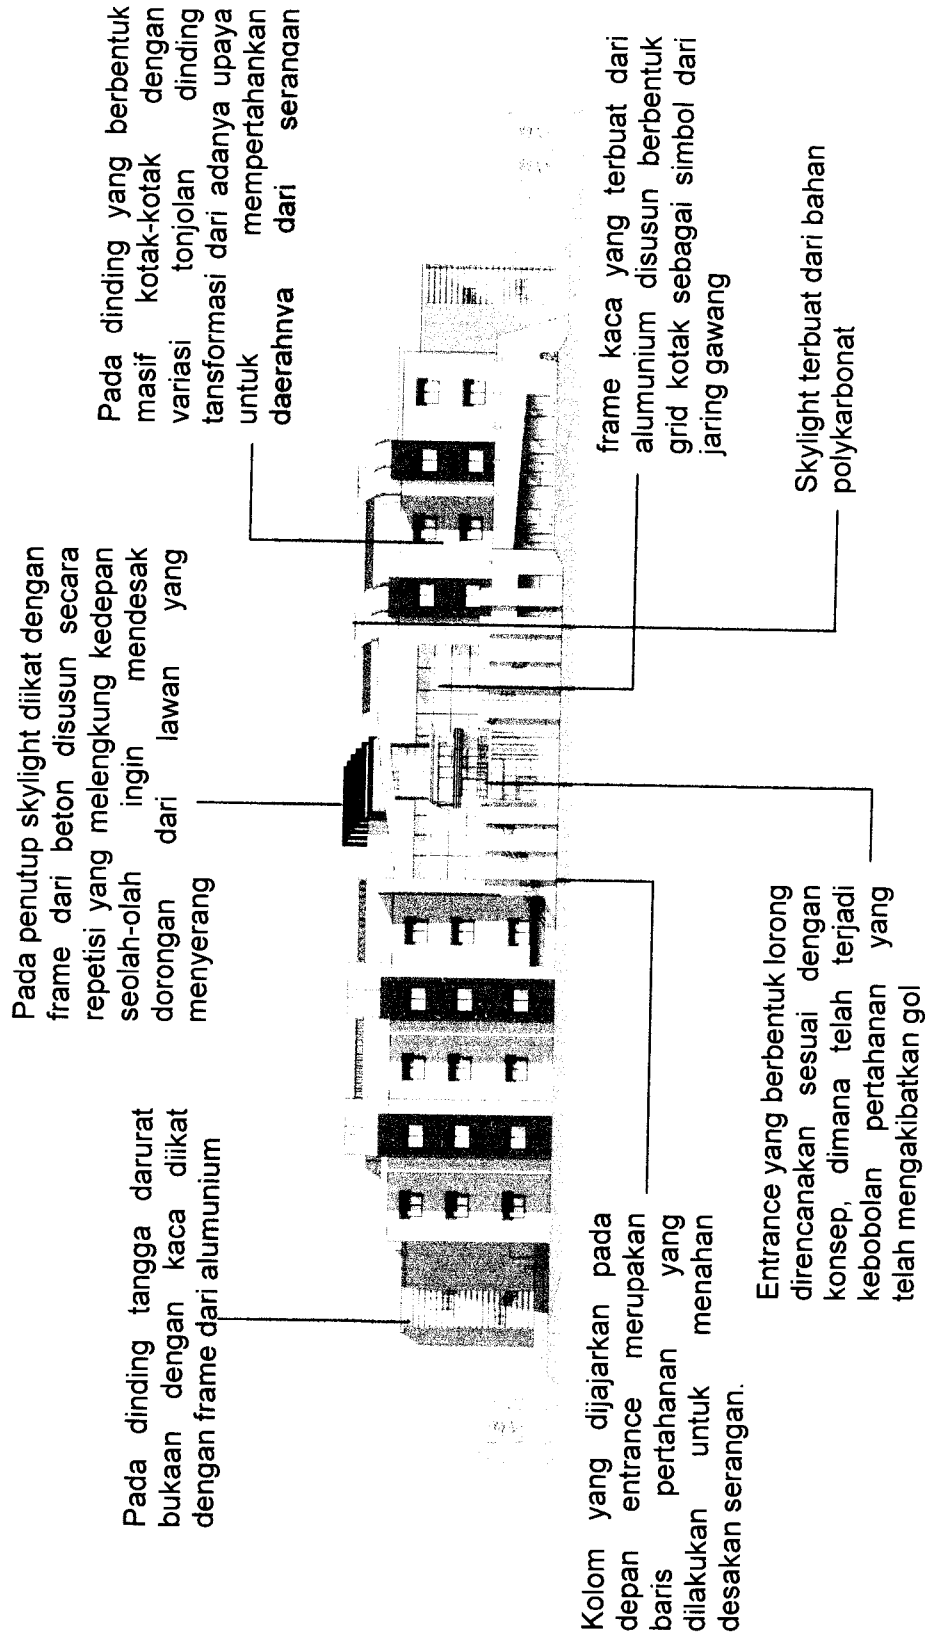 Pada dinding tangga darurat
bukaan dengan kaca diikat
dengan frame dari alumunium
Pada penutup skylight diikat dengan
frame dari beton disusun secara
repetisi yang melengkung kedepan
seolah-olah ingin mendesak
dorongan dari lawan yang
menyerang
Pada dinding yang berbentuk
masif kotak-kotak dengan
variasi tonjolan dinding
tansformasi dari adanya upaya
untuk mempertahankan
daerahnya dari serangan
Kolom yang dijajarkan pada
depan entrance merupakan
baris pertahanan yang
dilakukan untuk menahan
desakan serangan.
Entrance yang berbentuk lorong
direncanakan sesuai dengan
konsep, dimana telah terjadi
kebobolan pertahanan yang
telah mengakibatkan gol
frame kaca yang terbuat dari
alumunium disusun berbentuk
grid kotak sebagai simbol dari
jaring gawang
Skylight terbuat dari bahan
polykarbonat